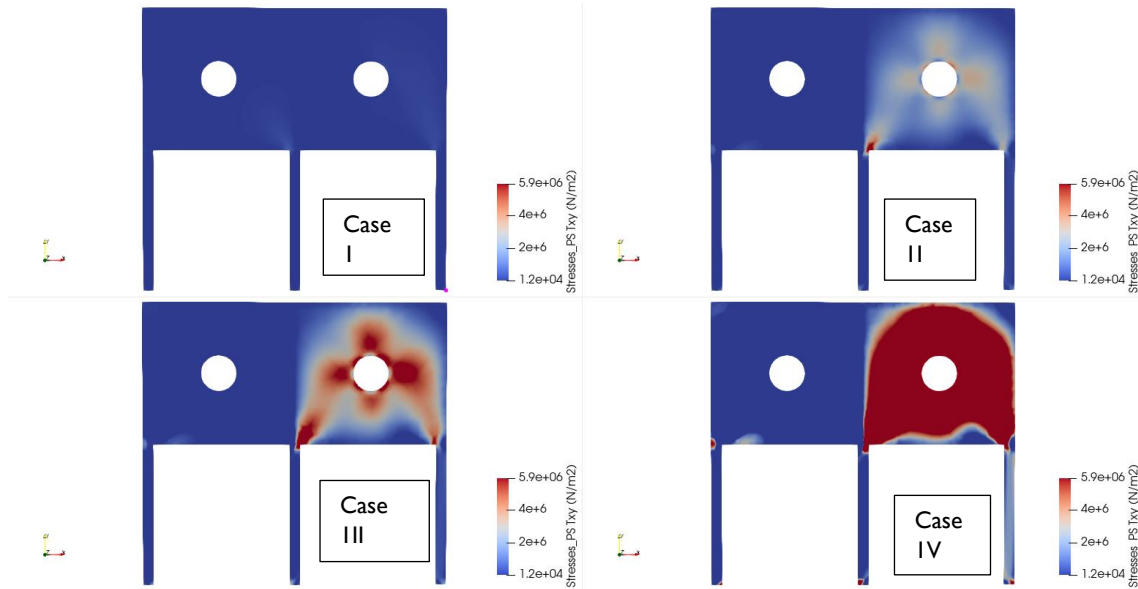 5.9e+06
4e+6
2e+6
1.2e+04
Stresses_PS Txy (N/m2)
Case
I
5.9e+06
4e+6
2e+6
1.2e+04
Stresses_PS Txy (N/m2)
Case
II
5.9e+06
4e+6
2e+6
1.2e+04
Stresses_PS Txy (N/m2)
Case
III
5.9e+06
4e+6
2e+6
1.2e+04
Stresses_PS Txy (N/m2)
Case
IV